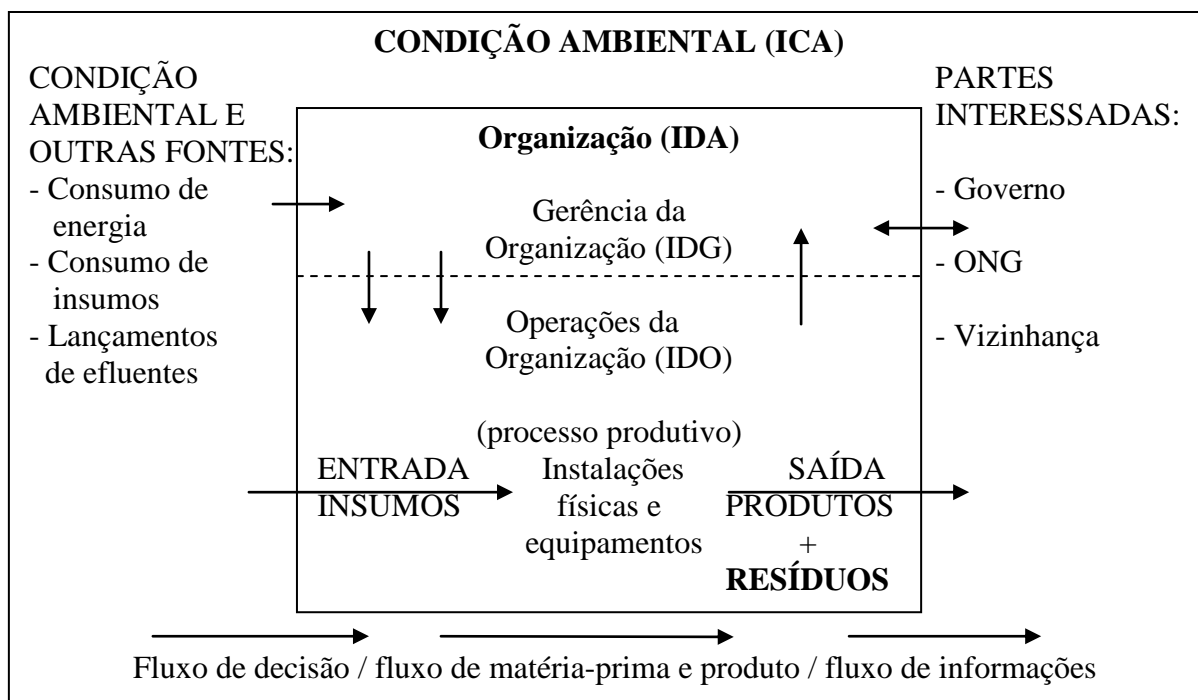 CONDIÇÃO AMBIENTAL (ICA)
CONDIÇÃO
AMBIENTAL E
OUTRAS FONTES:
- Consumo de
energia
- Consumo de
insumos
- Lançamentos
de efluentes
Organização (IDA)
Gerência da
Organização (IDG)
Operações da
Organização (IDO)
(processo produtivo)
ENTRADA
INSUMOS
Instalações
físicas e
equipamentos
SAÍDA
PRODUTOS
+
RESÍDUOS
PARTES
INTERESSADAS:
- Governo
- ONG
- Vizinhança
Fluxo de decisão / fluxo de matéria-prima e produto / fluxo de informações